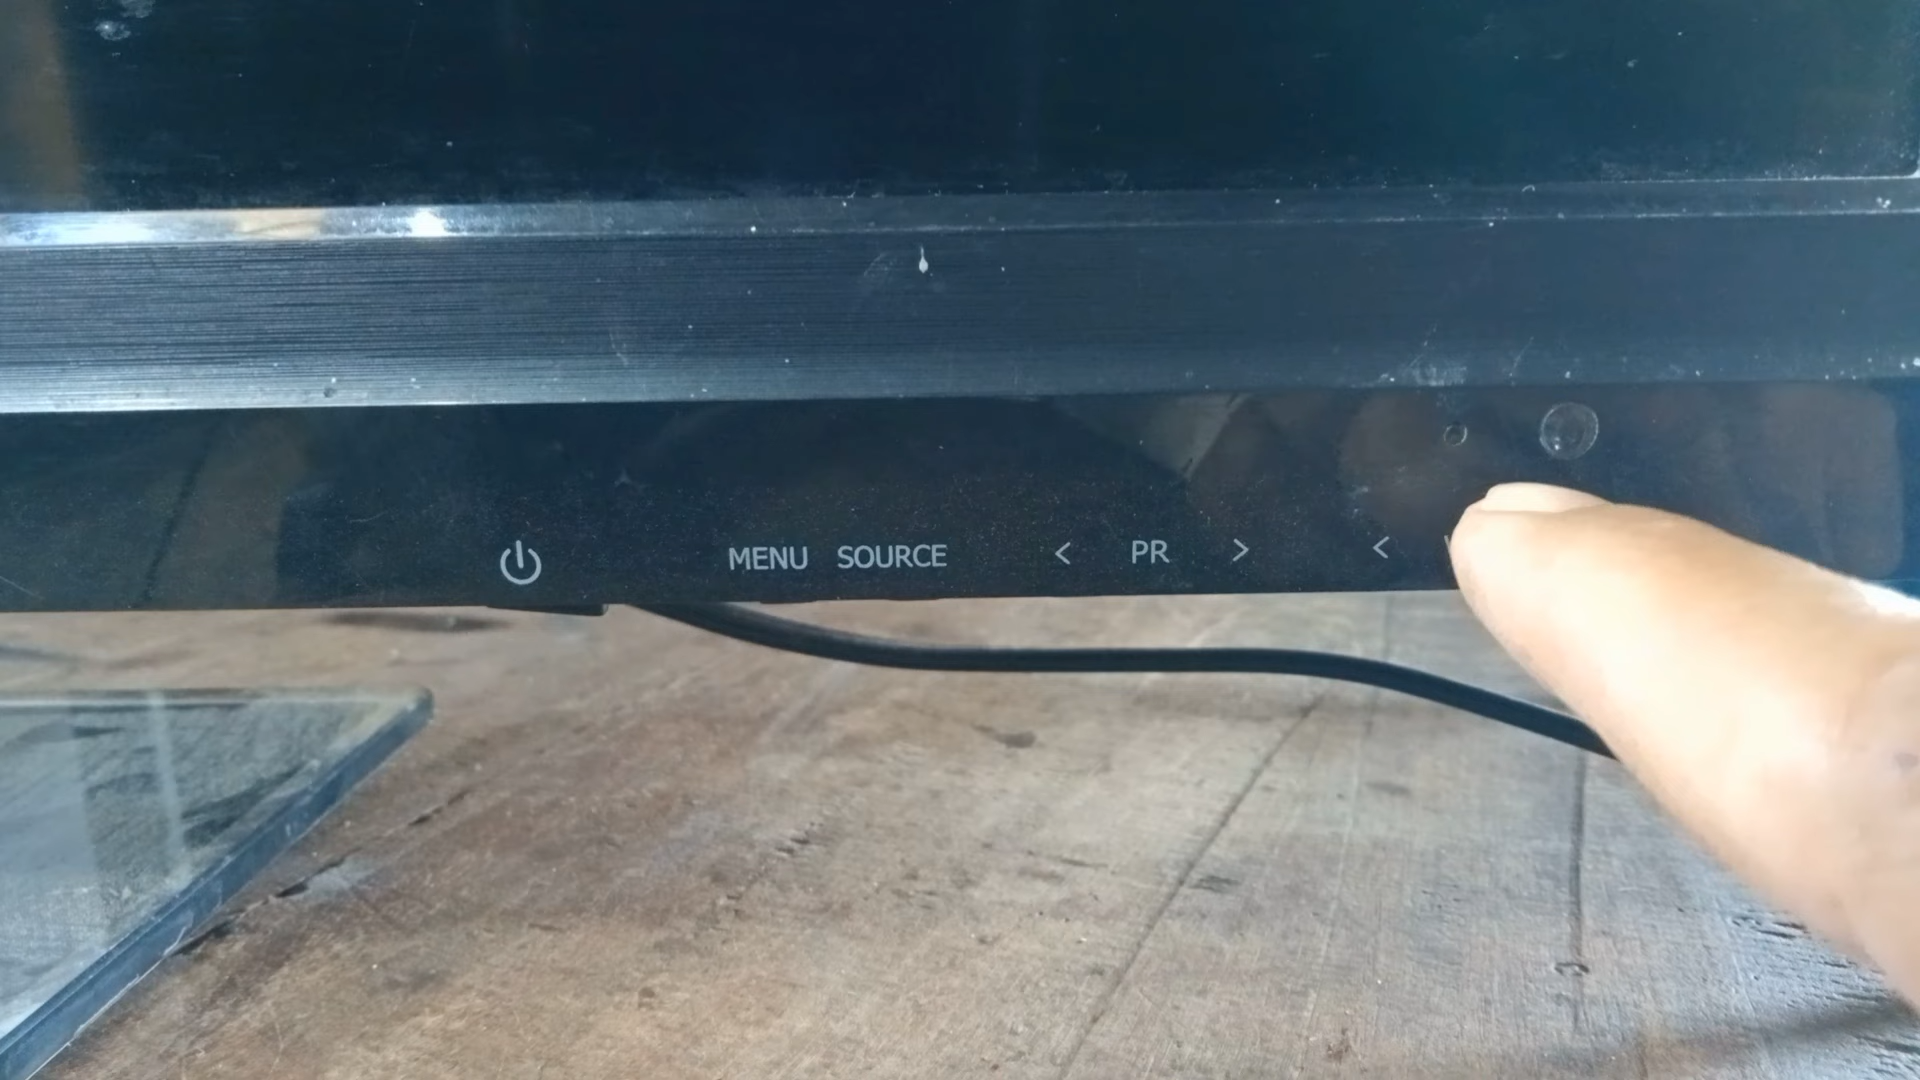 MENU SOURCE < PR > <